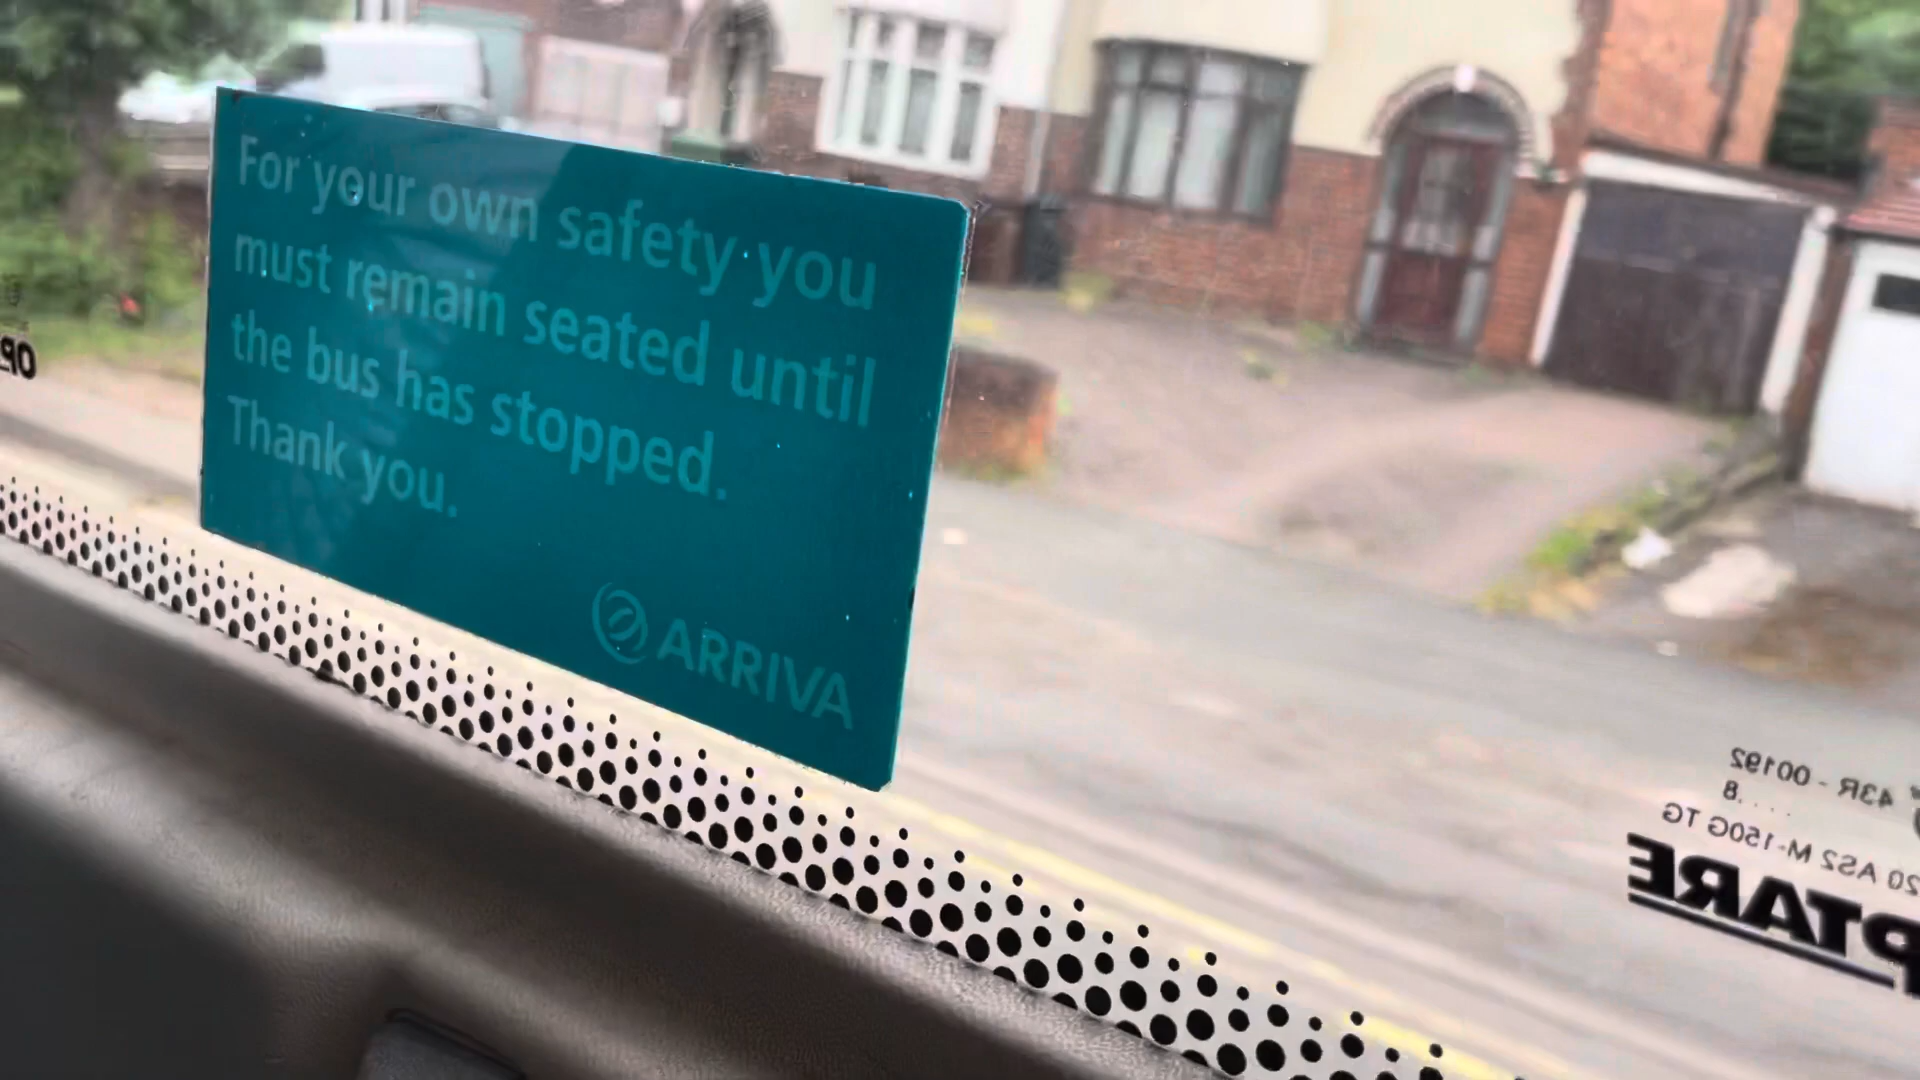 For your own safety you
must remain seated until
the bus has stopped.
Thank you.
ARRIVA
43R - 00192
8....
20 AS2 M-150G TG
PTARE